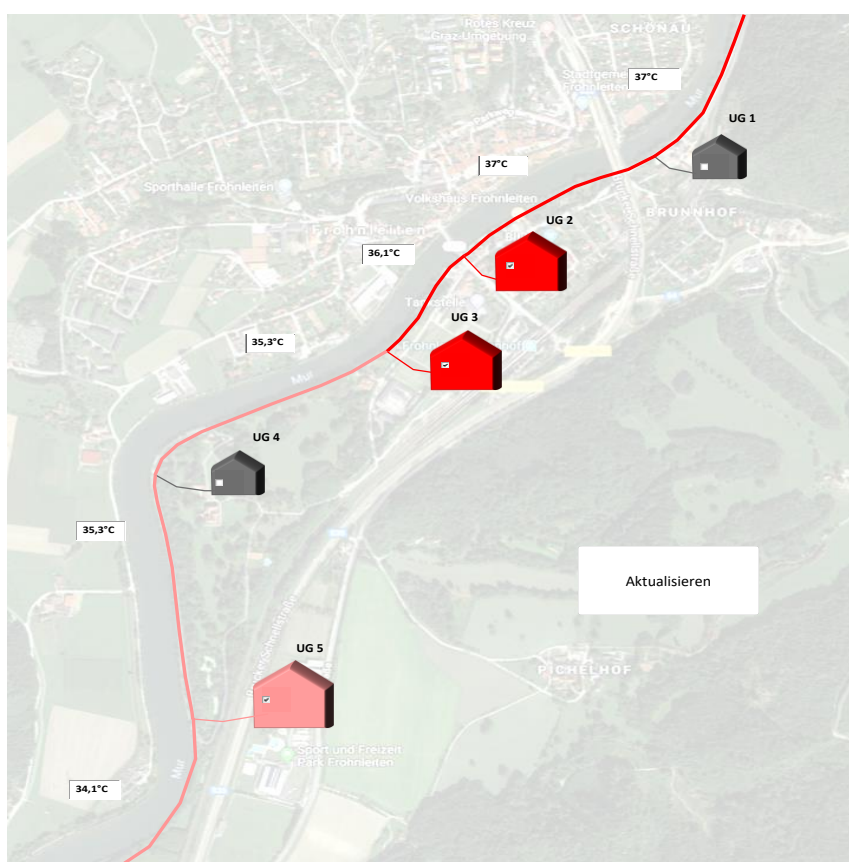 Rotes Kreuz
Graz Umgebung
SCHÖNAU
37°C
Mur
UG 1
37°C
Sporthalle Frohnleiten
Volkshaus Frohnleiten
BRUNNHOF
Frohnleiten
UG 2
36,1°C
Tankstelle
UG 3
35,3°C
Mur
UG 4
35,3°C
Aktualisieren
UG 5
PICHELHOF
Sport und Freizeit
Park Frohnleiten
Mur
34,1°C